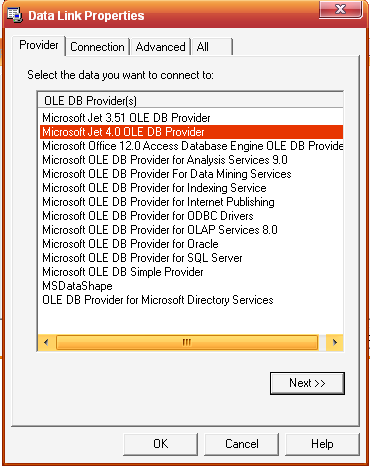 Data Link Properties
Provider Connection Advanced All
Select the data you want to connect to:
OLE DB Provider(s)
Microsoft Jet 3.51 OLE DB Provider
Microsoft Jet 4.0 OLE DB Provider
Microsoft Office 12.0 Access Database Engine OLE DB Provide
Microsoft OLE DB Provider for Analysis Services 9.0
Microsoft OLE DB Provider For Data Mining Services
Microsoft OLE DB Provider for Indexing Service
Microsoft OLE DB Provider for Internet Publishing
Microsoft OLE DB Provider for ODBC Drivers
Microsoft OLE DB Provider for OLAP Services 8.0
Microsoft OLE DB Provider for Oracle
Microsoft OLE DB Provider for SQL Server
Microsoft OLE DB Simple Provider
MSDataShape
OLE DB Provider for Microsoft Directory Services
Next >>
OK Cancel Help